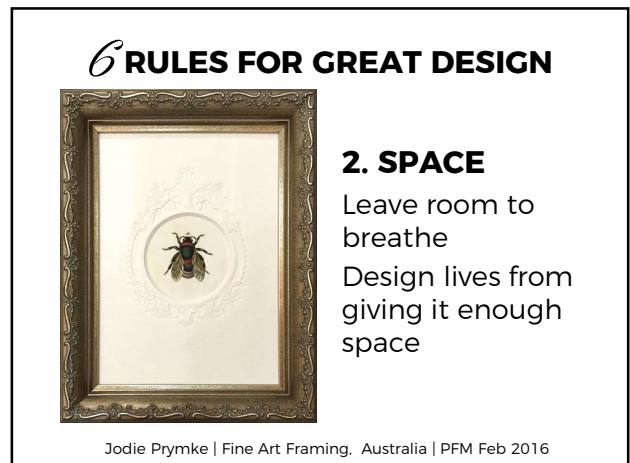 6 RULES FOR GREAT DESIGN
2. SPACE
Leave room to
breathe
Design lives from
giving it enough
space
Jodie Prymke | Fine Art Framing, Australia | PFM Feb 2016